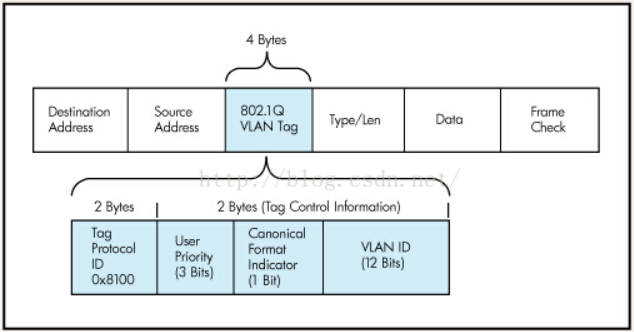 4 Bytes
Destination
Address
Source
Address
802.1Q
VLAN Tag
Type/Len
Data
Frame
Check
http://blog.csdn.net/
2 Bytes
2 Bytes (Tag Control Information)
Tag
Protocol
ID
0x8100
User
Priority
(3 Bits)
Canonical
Format
Indicator
(1 Bit)
VLAN ID
(12 Bits)